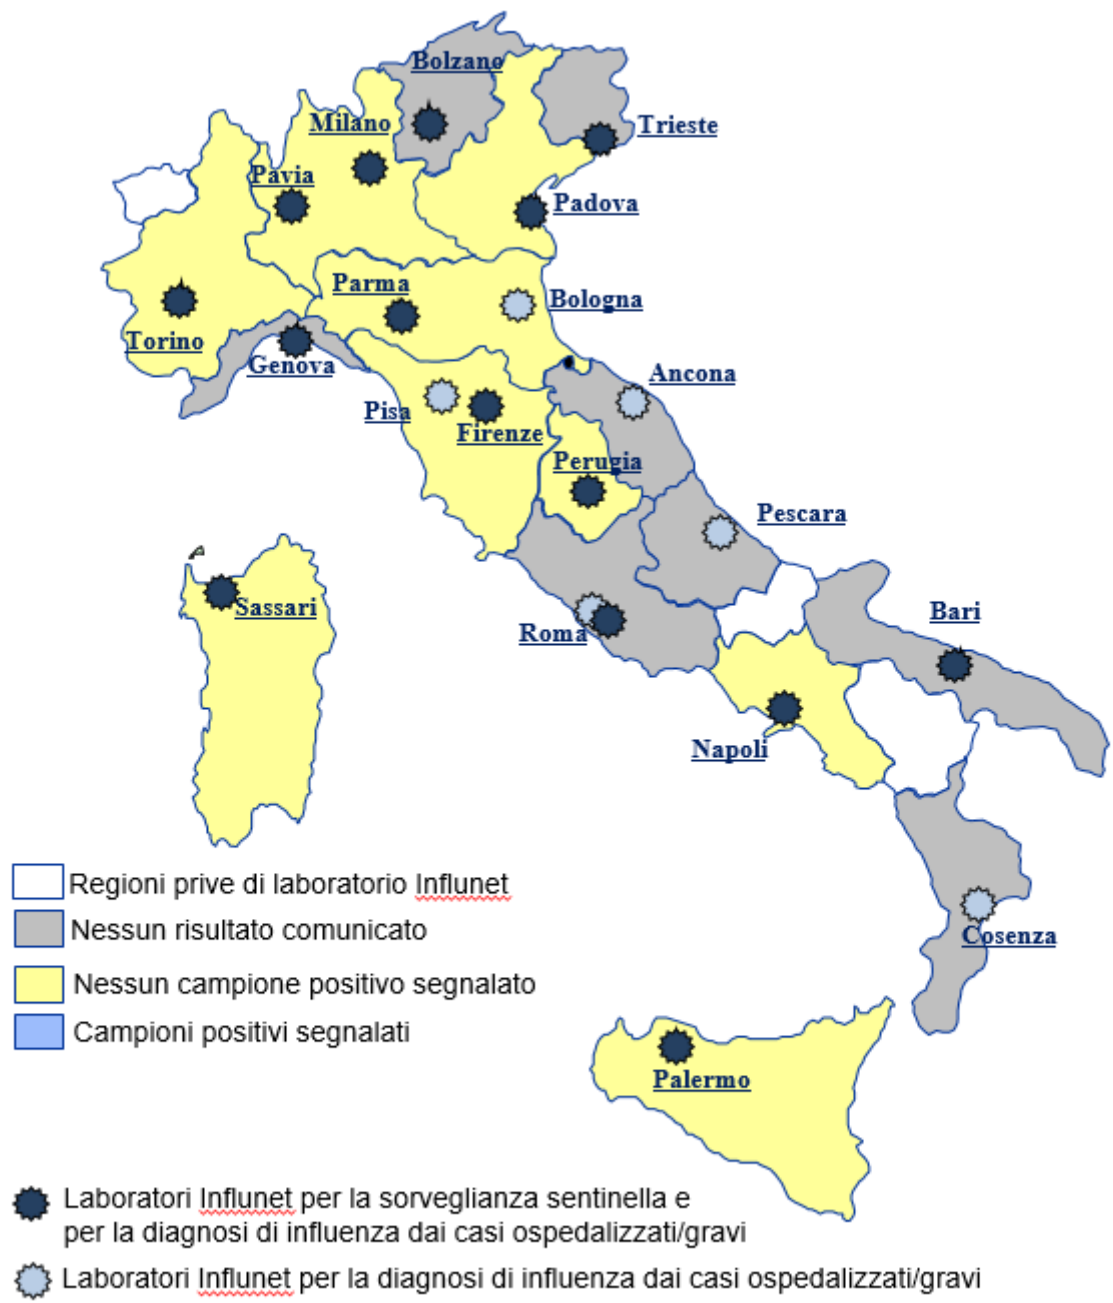 Bolzano
Milano
Trieste
Pavia
Padova
Parma
Bologna
Torino
Genova
Ancona
Pisa
Firenze
Perugia
Pescara
Sassari
Roma
Bari
Napoli
Regioni prive di laboratorio Influnet
Nessun risultato comunicato
Cosenza
Nessun campione positivo segnalato
Campioni positivi segnalati
Palermo
Laboratori Influnet per la sorveglianza sentinella e
per la diagnosi di influenza dai casi ospedalizzati/gravi
Laboratori Influnet per la diagnosi di influenza dai casi ospedalizzati/gravi